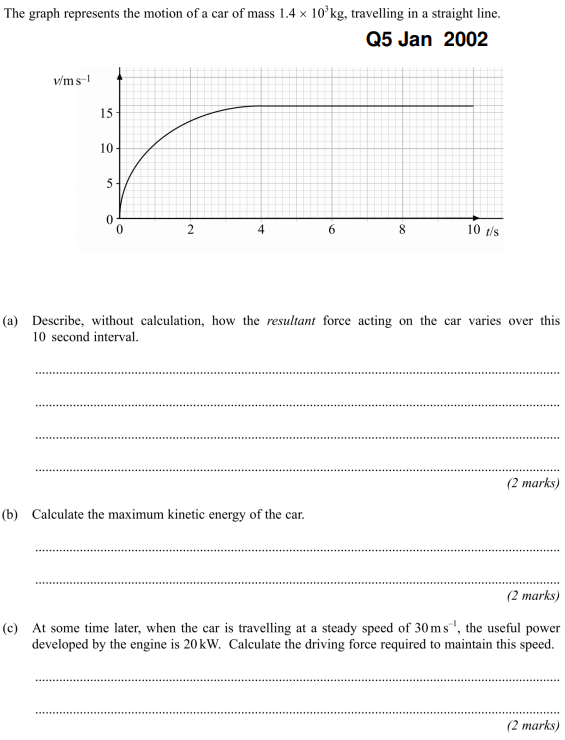 The graph represents the motion of a car of mass 1.4 × 10³ kg, travelling in a straight line.
Q5 Jan 2002
v/m s⁻¹
15
10
5
0
0 2 4 6 8 10 t/s
(a) Describe, without calculation, how the resultant force acting on the car varies over this
10 second interval.
(2 marks)
(b) Calculate the maximum kinetic energy of the car.
(2 marks)
(c) At some time later, when the car is travelling at a steady speed of 30 m s⁻¹, the useful power
developed by the engine is 20 kW. Calculate the driving force required to maintain this speed.
(2 marks)